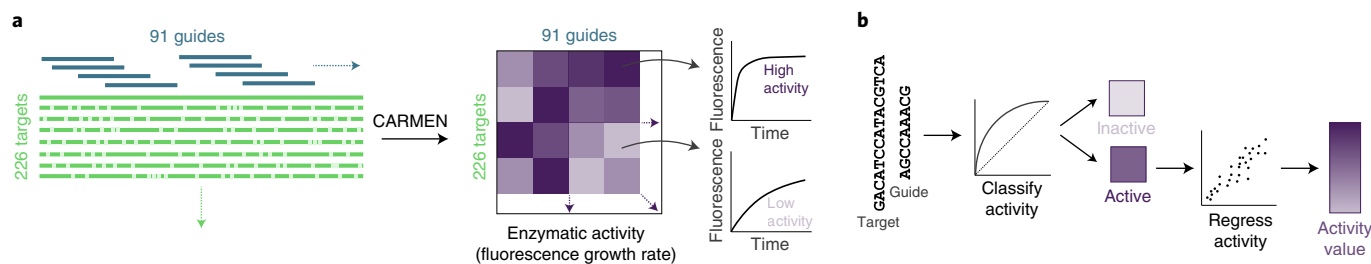 a
91 guides
226 targets
CARMEN
91 guides
226 targets
Enzymatic activity
(fluorescence growth rate)
Fluorescence
High
activity
Time
Fluorescence
Low
activity
Time
b
GACATCCATACGTCA
AGCCAAACG
Guide
Target
Classify
activity
Inactive
Active
Regress
activity
Activity
value